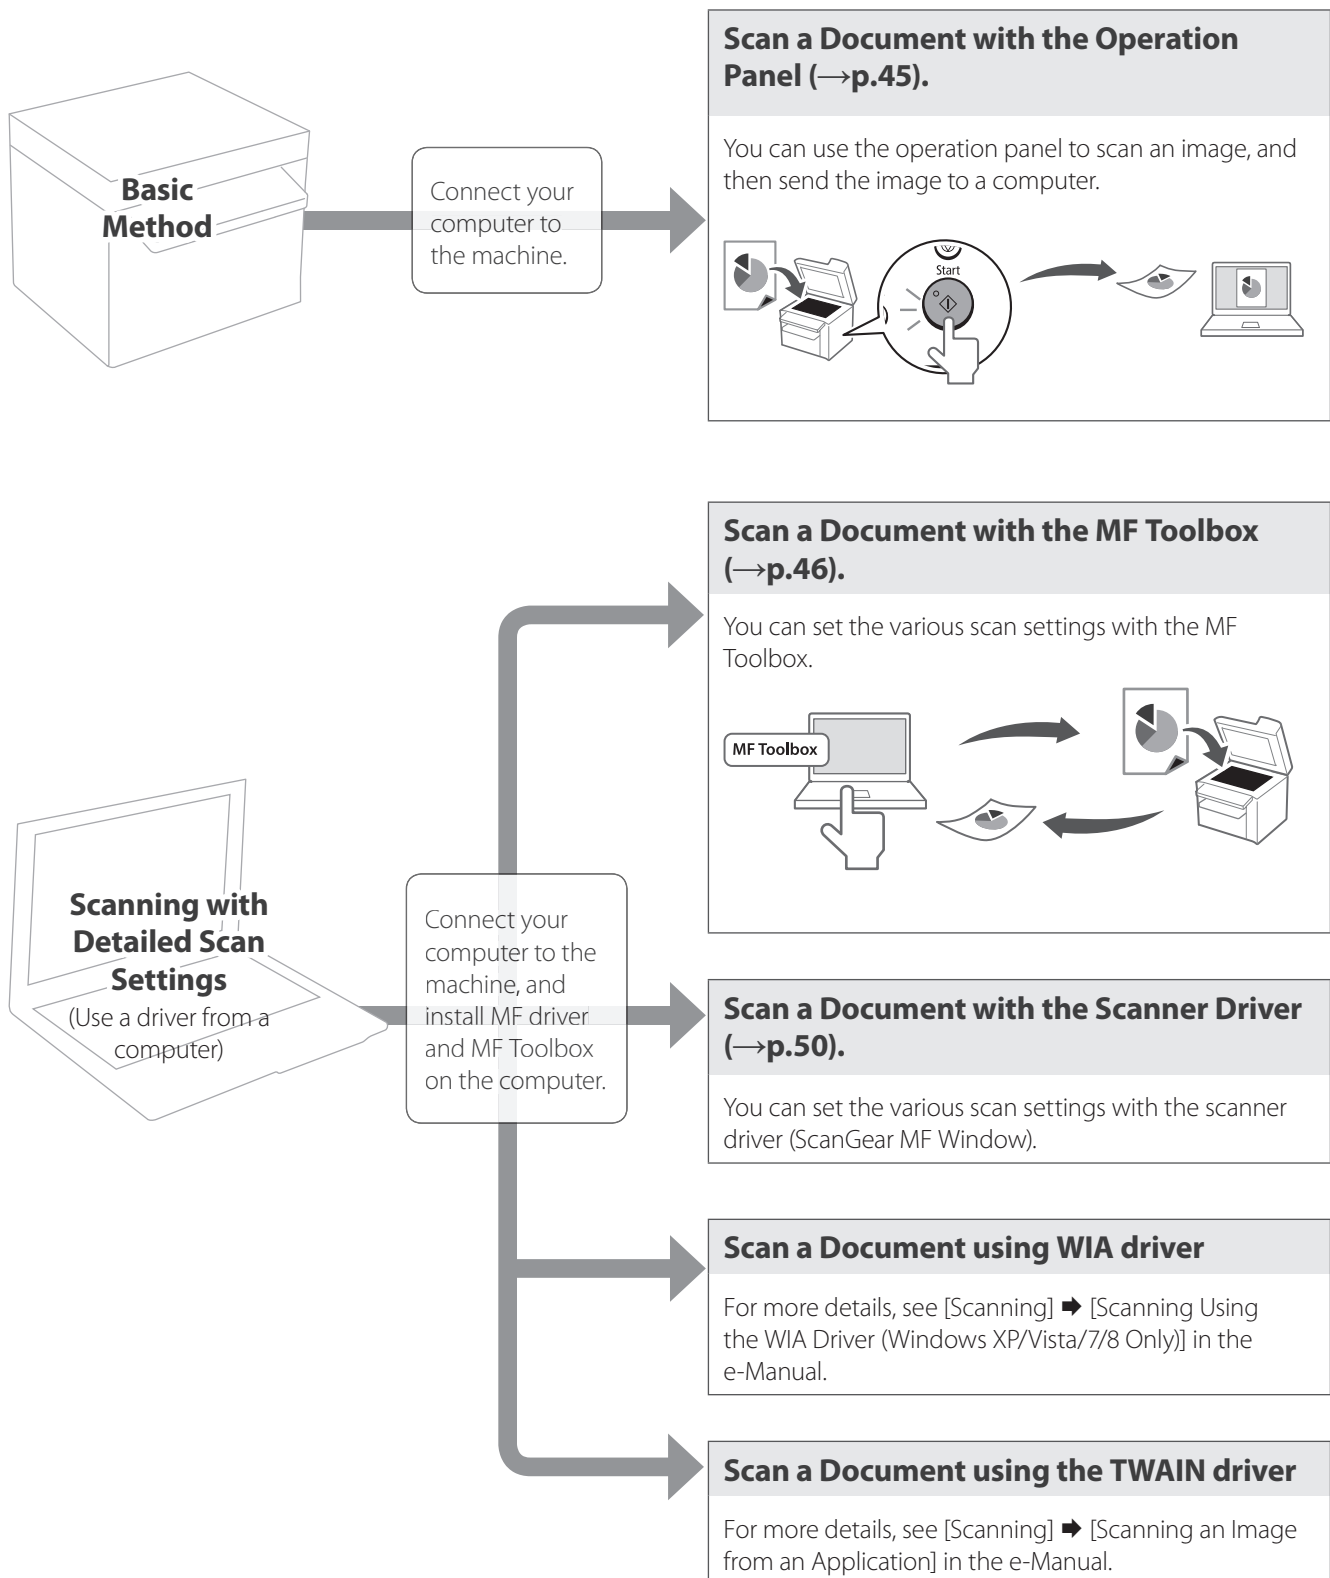 Basic
Method
Connect your
computer to
the machine.
Scan a Document with the Operation
Panel (→p.45).
You can use the operation panel to scan an image, and
then send the image to a computer.
Start
Scanning with
Detailed Scan
Settings
(Use a driver from a
computer)
Connect your
computer to the
machine, and
install MF driver
and MF Toolbox
on the computer.
Scan a Document with the MF Toolbox
(→p.46).
You can set the various scan settings with the MF
Toolbox.
MF Toolbox
Scan a Document with the Scanner Driver
(→p.50).
You can set the various scan settings with the scanner
driver (ScanGear MF Window).
Scan a Document using WIA driver
For more details, see [Scanning] ➡ [Scanning Using
the WIA Driver (Windows XP/Vista/7/8 Only)] in the
e-Manual.
Scan a Document using the TWAIN driver
For more details, see [Scanning] ➡ [Scanning an Image
from an Application] in the e-Manual.